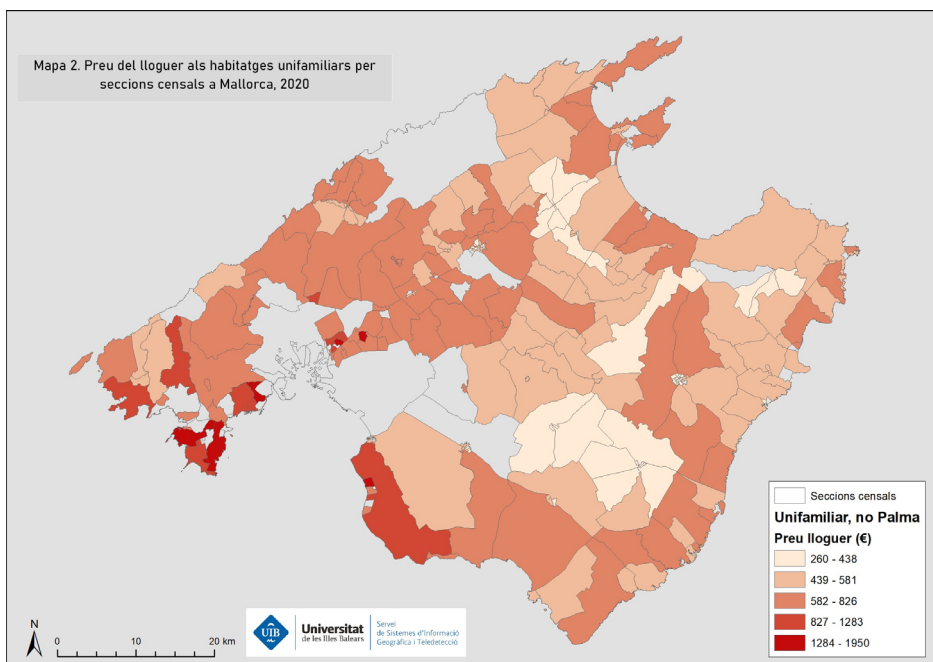 Mapa 2. Preu del lloguer als habitatges unifamiliars per
seccions censals a Mallorca, 2020
Seccions censals
Unifamiliar, no Palma
Preu lloguer (€)
260 - 438
439 - 581
582 - 826
827 - 1283
1284 - 1950
N
0 10 20 km
UIB
Universitat
de les Illes Balears
Servei
de Sistemes d'Informació
Geogràfica i Teledetecció